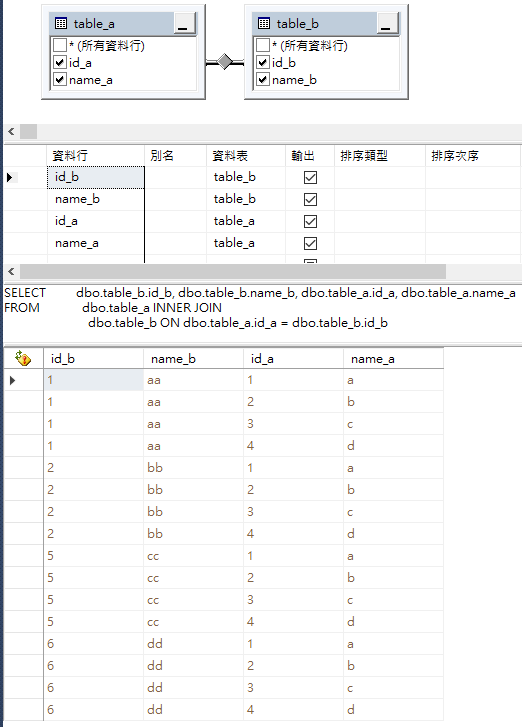 table_a
* (所有資料行)
id_a
name_a
table_b
* (所有資料行)
id_b
name_b
資料行 別名 資料表 輸出 排序類型 排序次序
id_b table_b
name_b table_b
id_a table_a
name_a table_a
SELECT dbo.table_b.id_b, dbo.table_b.name_b, dbo.table_a.id_a, dbo.table_a.name_a
FROM dbo.table_a INNER JOIN
dbo.table_b ON dbo.table_a.id_a = dbo.table_b.id_b
id_b name_b id_a name_a
1 aa 1 a
1 aa 2 b
1 aa 3 c
1 aa 4 d
2 bb 1 a
2 bb 2 b
2 bb 3 c
2 bb 4 d
5 cc 1 a
5 cc 2 b
5 cc 3 c
5 cc 4 d
6 dd 1 a
6 dd 2 b
6 dd 3 c
6 dd 4 d